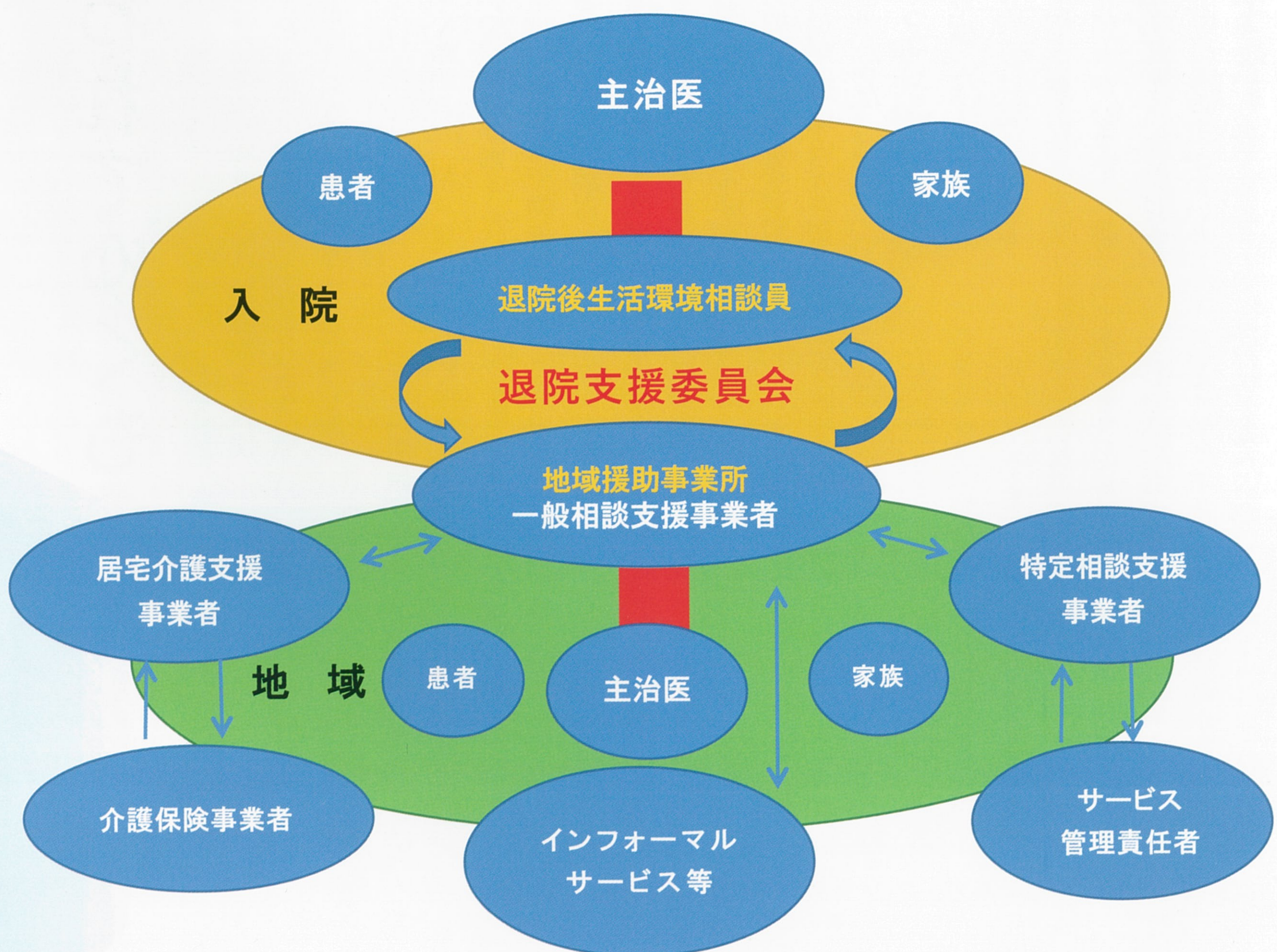 主治医
患者
家族
入 院
退院後生活環境相談員
退院支援委員会
地域援助事業所
一般相談支援事業者
居宅介護支援
事業者
特定相談支援
事業者
地 域
患者
主治医
家族
介護保険事業者
インフォーマル
サービス等
サービス
管理責任者